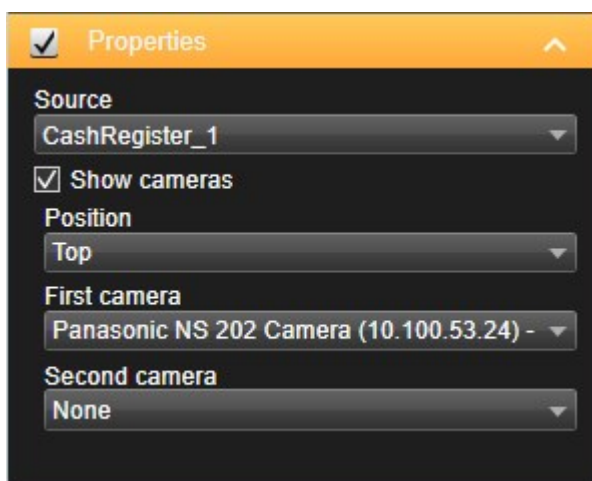 Properties
Source
CashRegister_1
Show cameras
Position
Top
First camera
Panasonic NS 202 Camera (10.100.53.24) -
Second camera
None